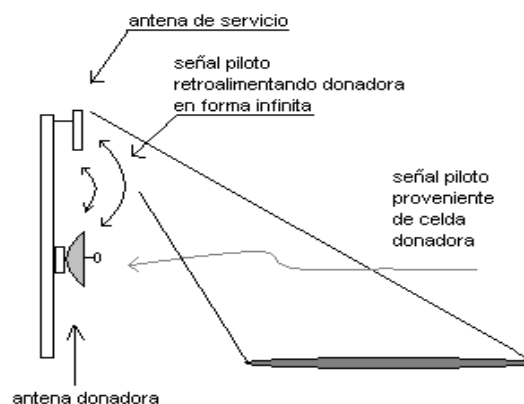 antena de servicio
señal piloto
retroalimentando donadora
en forma infinita
señal piloto
proveniente
de celda
donadora
antena donadora